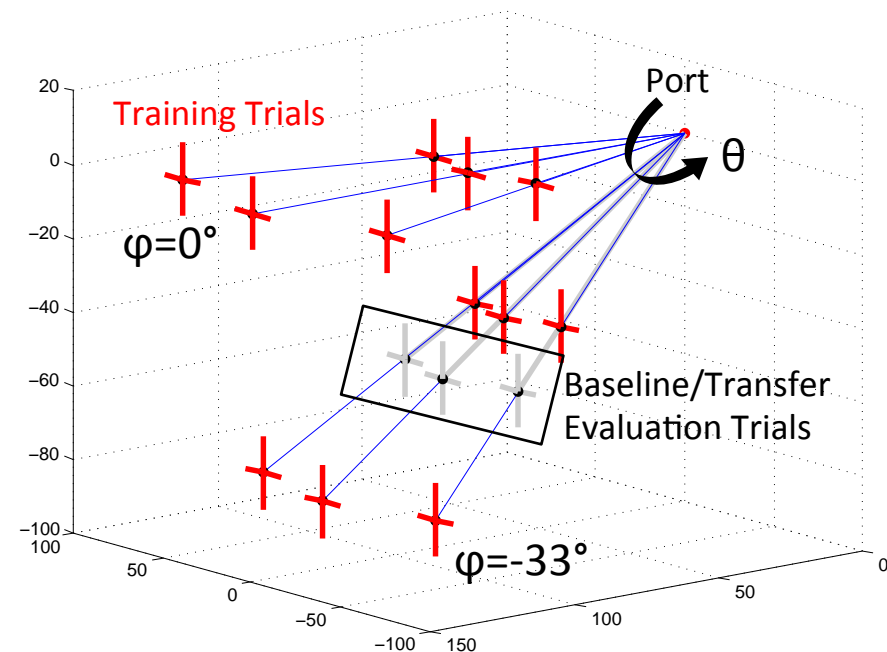 Port
Training Trials
θ
φ=0°
Baseline/Transfer
Evaluation Trials
φ=-33°
20
0
−20
−40
−60
−80
−100
100
50
0
−50
−100
150
100
50
0